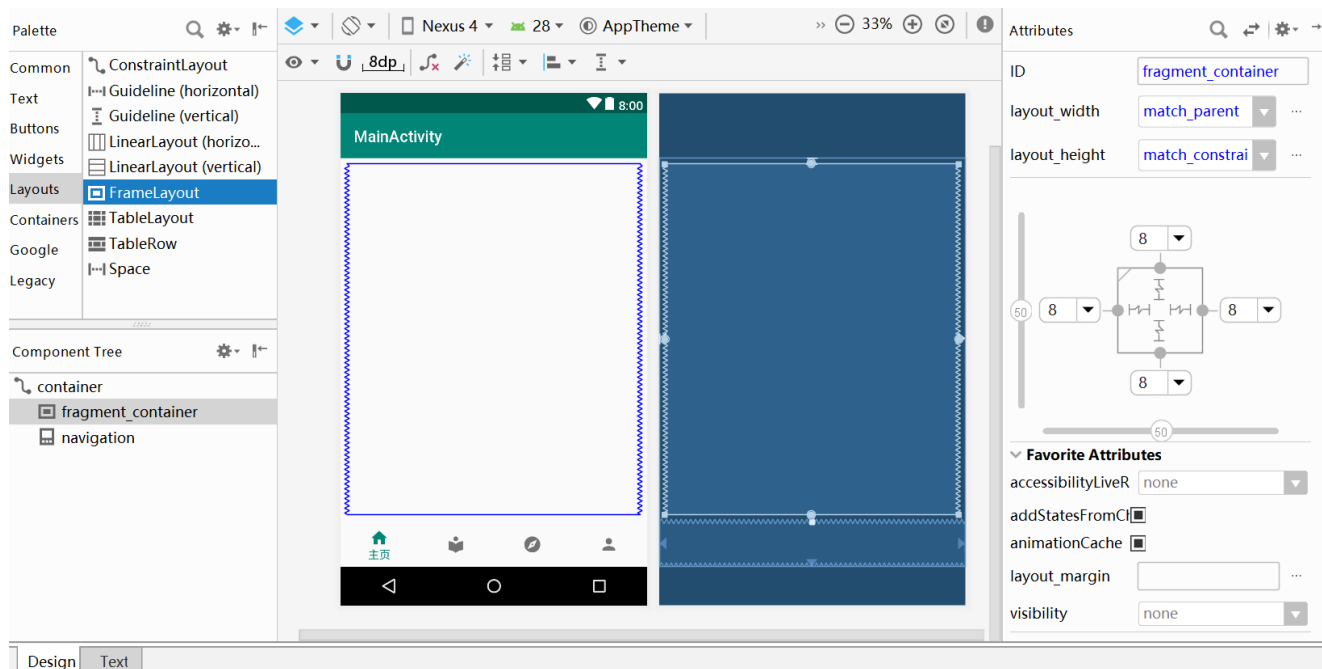 Palette
Common
Text
Buttons
Widgets
Layouts
Containers
Google
Legacy
ConstraintLayout
Guideline (horizontal)
Guideline (vertical)
LinearLayout (horizo...
LinearLayout (vertical)
FrameLayout
TableLayout
TableRow
Space
Component Tree
container
fragment_container
navigation
Nexus 4 28 AppTheme >> 33%
8dp
8:00
MainActivity
主页
Attributes
ID fragment_container
layout_width match_parent ...
layout_height match_constrai ...
8
50 8 8
8
50
Favorite Attributes
accessibilityLiveR none
addStatesFromCh
animationCache
layout_margin ...
visibility none
Design Text